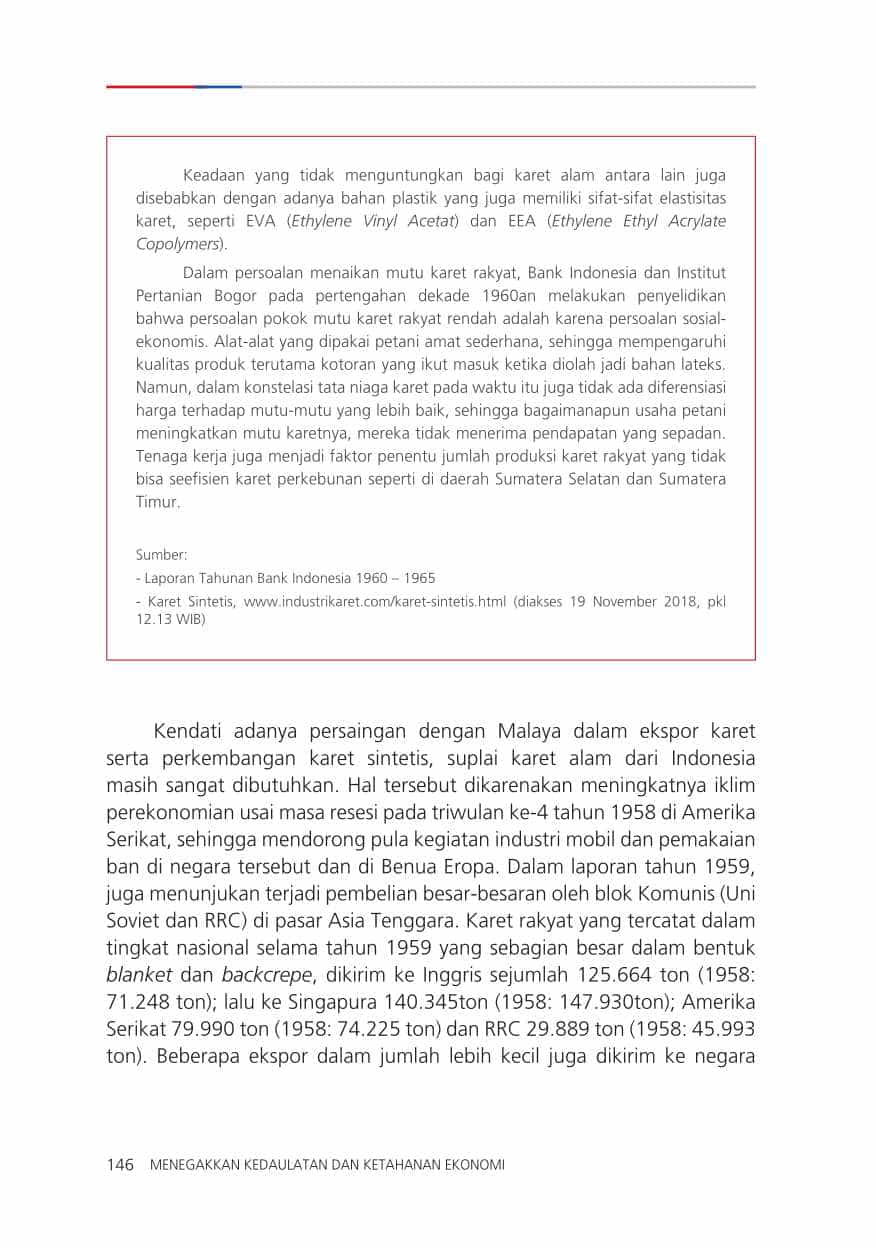 Keadaan yang tidak menguntungkan bagi karet alam antara lain juga
disebabkan dengan adanya bahan plastik yang juga memiliki sifat-sifat elastisitas
karet, seperti EVA (Ethylene Vinyl Acetat) dan EEA (Ethylene Ethyl Acrylate
Copolymers).
Dalam persoalan menaikan mutu karet rakyat, Bank Indonesia dan Institut
Pertanian Bogor pada pertengahan dekade 1960an melakukan penyelidikan
bahwa persoalan pokok mutu karet rakyat rendah adalah karena persoalan sosial-
ekonomis. Alat-alat yang dipakai petani amat sederhana, sehingga mempengaruhi
kualitas produk terutama kotoran yang ikut masuk ketika diolah jadi bahan lateks.
Namun, dalam konstelasi tata niaga karet pada waktu itu juga tidak ada diferensiasi
harga terhadap mutu-mutu yang lebih baik, sehingga bagaimanapun usaha petani
meningkatkan mutu karetnya, mereka tidak menerima pendapatan yang sepadan.
Tenaga kerja juga menjadi faktor penentu jumlah produksi karet rakyat yang tidak
bisa seefisien karet perkebunan seperti di daerah Sumatera Selatan dan Sumatera
Timur.
Sumber:
- Laporan Tahunan Bank Indonesia 1960 – 1965
- Karet Sintetis, www.industrikaret.com/karet-sintetis.html (diakses 19 November 2018, pkl
12.13 WIB)
Kendati adanya persaingan dengan Malaya dalam ekspor karet
serta perkembangan karet sintetis, suplai karet alam dari Indonesia
masih sangat dibutuhkan. Hal tersebut dikarenakan meningkatnya iklim
perekonomian usai masa resesi pada triwulan ke-4 tahun 1958 di Amerika
Serikat, sehingga mendorong pula kegiatan industri mobil dan pemakaian
ban di negara tersebut dan di Benua Eropa. Dalam laporan tahun 1959,
juga menunjukan terjadi pembelian besar-besaran oleh blok Komunis (Uni
Soviet dan RRC) di pasar Asia Tenggara. Karet rakyat yang tercatat dalam
tingkat nasional selama tahun 1959 yang sebagian besar dalam bentuk
blanket dan backcrepe, dikirim ke Inggris sejumlah 125.664 ton (1958:
71.248 ton); lalu ke Singapura 140.345ton (1958: 147.930ton); Amerika
Serikat 79.990 ton (1958: 74.225 ton) dan RRC 29.889 ton (1958: 45.993
ton). Beberapa ekspor dalam jumlah lebih kecil juga dikirim ke negara
146 MENEGAKKAN KEDAULATAN DAN KETAHANAN EKONOMI